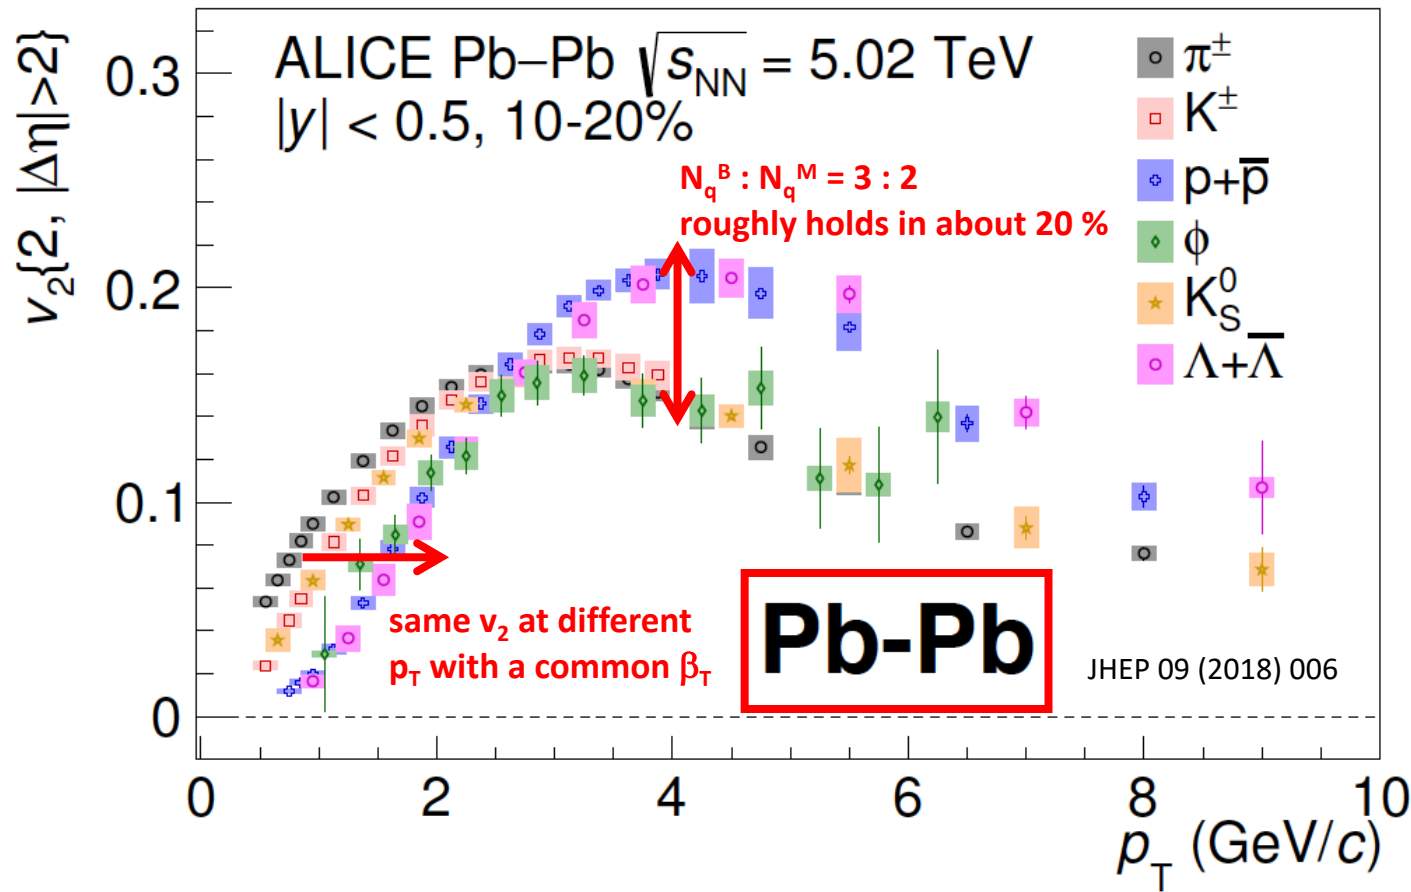 ALICE Pb–Pb √sNN = 5.02 TeV
|y| < 0.5, 10-20%
π±
K±
p+p̅
ϕ
K0S
Λ+Λ̅
NqB : NqM = 3 : 2
roughly holds in about 20 %
same v2 at different
pT with a common βT
Pb-Pb
JHEP 09 (2018) 006
v2{2, |Δη|>2}
0.3
0.2
0.1
0
0 2 4 6 8 10
pT (GeV/c)